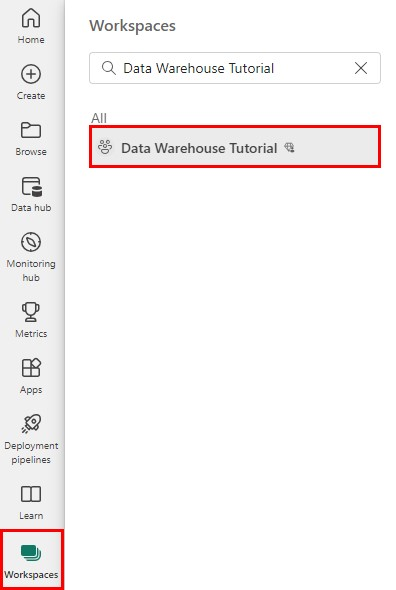 Home
Create
Browse
Data hub
Monitoring
hub
Metrics
Apps
Deployment
pipelines
Learn
Workspaces
Workspaces
Data Warehouse Tutorial
All
Data Warehouse Tutorial